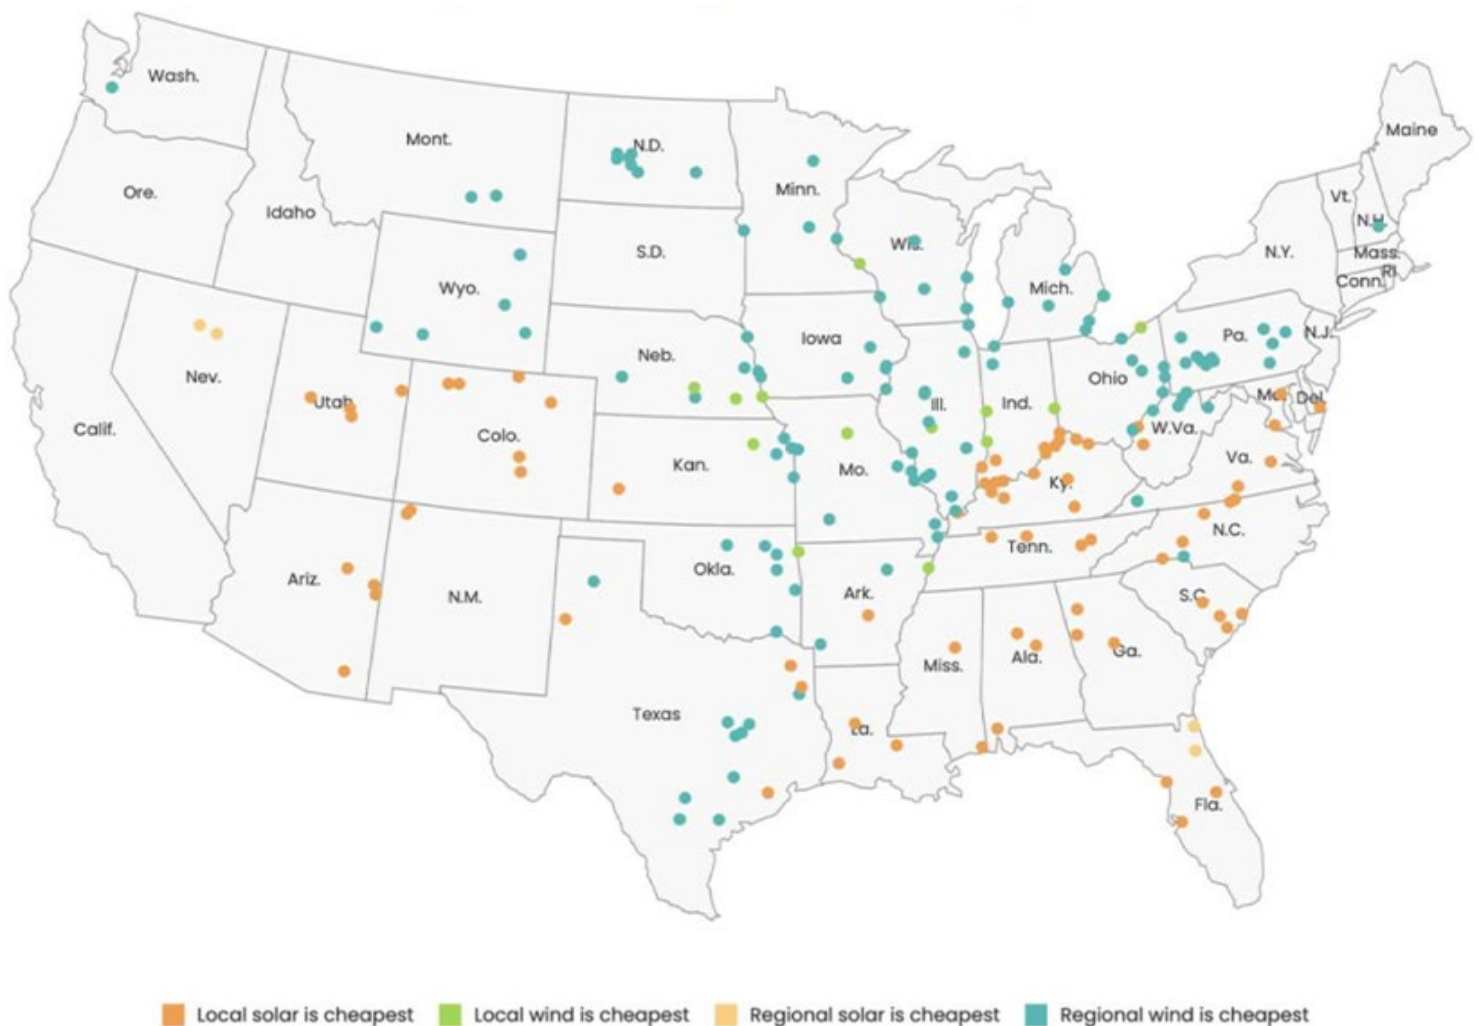 Wash.
Maine
Mont.
N.D.
Minn.
Ore.
Vt.
Idaho
N.H.
Wis.
S.D.
N.Y.
Mass.
RI
Conn.
Wyo.
Mich.
Iowa
Pa.
N.J.
Neb.
Nev.
Ohio
Utah
Ill.
Ind.
Del.
Calif.
Colo.
W.Va.
Kan.
Mo.
Va.
Ky.
N.C.
Tenn.
Okla.
Ariz.
N.M.
Ark.
S.C.
Miss.
Ala.
Ga.
Texas
La.
Fla.
Local solar is cheapest
Local wind is cheapest
Regional solar is cheapest
Regional wind is cheapest